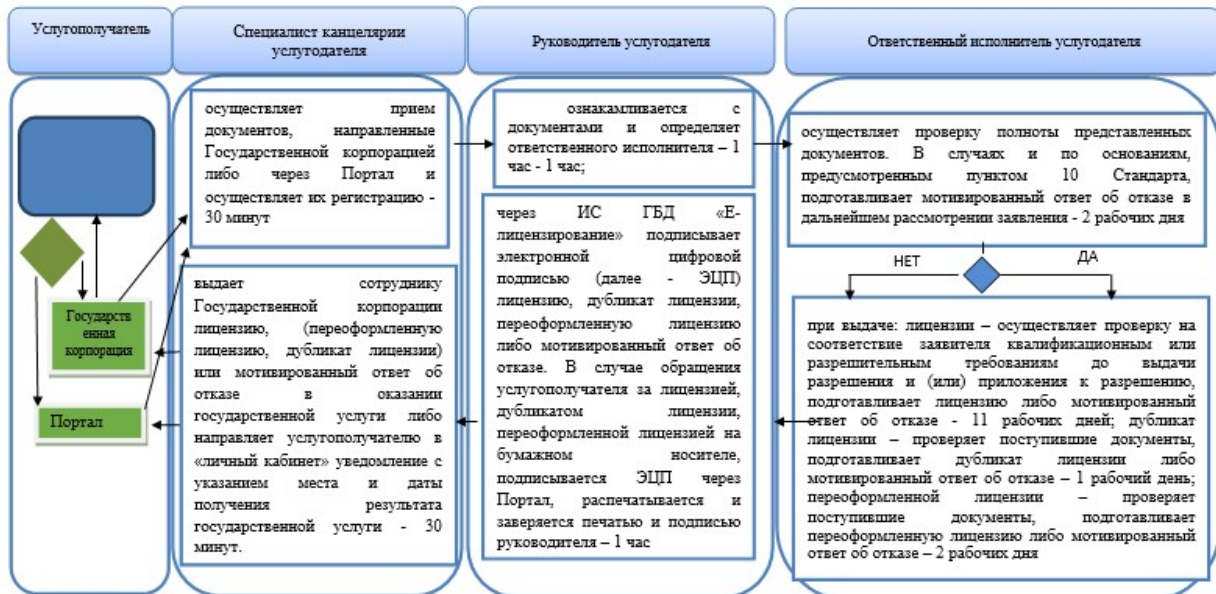 Услугополучатель
Специалист канцелярии
услугодателя
Руководитель услугодателя
Ответственный исполнитель услугодателя
осуществляет прием
документов, направленные
Государственной корпорацией
либо через Портал и
осуществляет их регистрацию -
30 минут
ознакамливается с
документами и определяет
ответственного исполнителя – 1
час - 1 час;
осуществляет проверку полноты представленных
документов. В случаях и по основаниям,
предусмотренным пунктом 10 Стандарта,
подготавливает мотивированный ответ об отказе в
дальнейшем рассмотрении заявления - 2 рабочих дня
НЕТ
ДА
Государств
енная
корпорация
Портал
выдает сотруднику
Государственной корпорации
лицензию, (переоформленную
лицензию, дубликат лицензии)
или мотивированный ответ об
отказе в оказании
государственной услуги либо
направляет услугополучателю в
«личный кабинет» уведомление с
указанием места и даты
получения результата
государственной услуги - 30
минут.
через ИС ГБД «Е-
лицензирование» подписывает
электронной цифровой
подписью (далее - ЭЦП)
лицензию, дубликат лицензии,
переоформленную лицензию
либо мотивированный ответ об
отказе. В случае обращения
услугополучателя за лицензией,
дубликатом лицензии,
переоформленной лицензией на
бумажном носителе,
подписывается ЭЦП через
Портал, распечатывается и
заверяется печатью и подписью
руководителя – 1 час
при выдаче: лицензии – осуществляет проверку на
соответствие заявителя квалификационным или
разрешительным требованиям до выдачи
разрешения и (или) приложения к разрешению,
подготавливает лицензию либо мотивированный
ответ об отказе - 11 рабочих дней; дубликат
лицензии – проверяет поступившие документы,
подготавливает дубликат лицензии либо
мотивированный ответ об отказе – 1 рабочий день;
переоформленной лицензии – проверяет
поступившие документы, подготавливает
переоформленную лицензию либо мотивированный
ответ об отказе – 2 рабочих дня